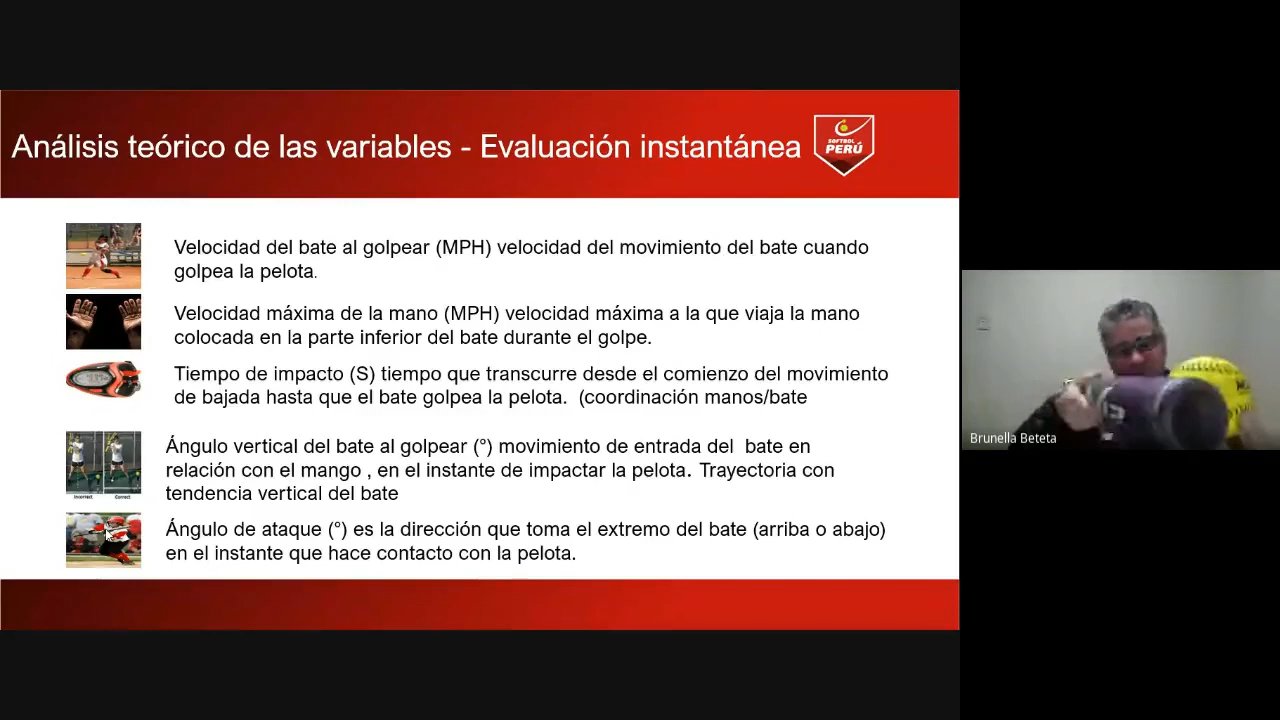 Análisis teórico de las variables - Evaluación instantánea
SOFTBOL
PERÚ
Velocidad del bate al golpear (MPH) velocidad del movimiento del bate cuando
golpea la pelota.
Velocidad máxima de la mano (MPH) velocidad máxima a la que viaja la mano
colocada en la parte inferior del bate durante el golpe.
Tiempo de impacto (S) tiempo que transcurre desde el comienzo del movimiento
de bajada hasta que el bate golpea la pelota. (coordinación manos/bate
Ángulo vertical del bate al golpear (°) movimiento de entrada del bate en
relación con el mango , en el instante de impactar la pelota. Trayectoria con
tendencia vertical del bate
Incorrect Correct
Ángulo de ataque (°) es la dirección que toma el extremo del bate (arriba o abajo)
en el instante que hace contacto con la pelota.
Brunella Beteta